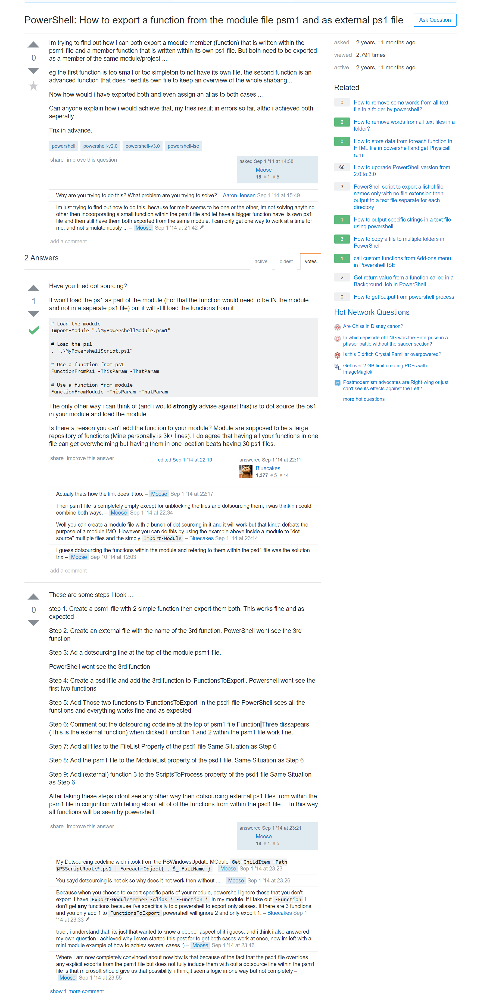 PowerShell: How to export a function from the module file psm1 and as external ps1 file
Ask Question
0
Im trying to find out how i can both export a module member (function) that is written within the
psm1 file and a member function that is written within its own ps1 file. But both need to be exported
as a member of the same module/project ...
eg the first function is too small or too simpleton to not have its own file, the second function is an
advanced function that does need its own file to keep an overview of the whole shabang ...
Now how would i have exported both and even assign an alias to both cases ...
Can anyone explain how i would achieve that, my tries result in errors so far, altho i achieved both
seperatly.
Tnx in advance.
powershell powershell-v2.0 powershell-v3.0 powershell-ise
share improve this question
asked Sep 1 '14 at 14:38
Moose
18 1 5
Why are you trying to do this? What problem are you trying to solve? – Aaron Jensen Sep 1 '14 at 15:49
Im just trying to find out how to do this, because for me it seems to be one or the other, im not solving anything
other then incoorporating a small function within the psm1 file and let have a bigger function have its own ps1
file and then still have them both exported from the same module. I can only get one way to work at a time for
me, and not simulateniously ... – Moose Sep 1 '14 at 21:42
add a comment
2 Answers
active oldest votes
1
Have you tried dot sourcing?
It won't load the ps1 as part of the module (For that the function would need to be IN the module
and not in a separate ps1 file) but it will still load the functions from it.
# Load the module
Import-Module ".\MyPowershellModule.psm1"
# Load the ps1
. ".\MyPowershellScript.ps1"
# Use a function from ps1
FunctionFromPs1 -ThisParam -ThatParam
# Use a function from module
FunctionFromModule -ThisParam -ThatParam
The only other way i can think of (and i would strongly advise against this) is to dot source the ps1
in your module and load the module
Is there a reason you can't add the function to your module? Module are supposed to be a large
repository of functions (Mine personally is 3k+ lines). I do agree that having all your functions in one
file can get overwhelming but having them in one location beats having 30 ps1 files.
share improve this answer
edited Sep 1 '14 at 22:19
answered Sep 1 '14 at 22:11
Bluecakes
1,377 5 14
Actualy thats how the link does it too. – Moose Sep 1 '14 at 22:17
Their psm1 file is completely empty except for unblocking the files and dotsourcing them, i was thinkin i could
combine both ways. – Moose Sep 1 '14 at 22:34
Well you can create a module file with a bunch of dot sourcing in it and it will work but that kinda defeats the
purpose of a module IMO. However you can do this by using the example above inside a module to "dot
source" multiple files and the simply Import-Module – Bluecakes Sep 1 '14 at 23:14
I guess dotsourcing the functions within the module and refering to them within the psd1 file was the solution
tnx – Moose Sep 10 '14 at 12:03
add a comment
0
These are some steps I took ....
step 1: Create a psm1 file with 2 simple function then export them both. This works fine and as
expected
Step 2: Create an external file with the name of the 3rd function. PowerShell wont see the 3rd
function
Step 3: Ad a dotsourcing line at the top of the module psm1 file.
PowerShell wont see the 3rd function
Step 4: Create a psd1file and add the 3rd function to 'FunctionsToExport'. Powershell wont see the
first two functions
Step 5: Add Those two functions to 'FunctionsToExport' in the psd1 file PowerShell sees all the
functions and everything works fine and as expected
Step 6: Comment out the dotsourcing codeline at the top of psm1 file Function Three dissapears
(This is the external function) when clicked Function 1 and 2 within the psm1 file work fine.
Step 7: Add all files to the FileList Property of the psd1 file Same Situation as Step 6
Step 8: Add the psm1 file to the ModuleList property of the psd1 file. Same Situation as Step 6
Step 9: Add (external) function 3 to the ScriptsToProcess property of the psd1 file Same Situation
as Step 6
After taking these steps i dont see any other way then dotsourcing external ps1 files from within the
psm1 file in conjuntion with telling about all of of the functions from within the psd1 file ... In this way
all functions will be seen by powershell
share improve this answer
answered Sep 1 '14 at 23:21
Moose
18 1 5
My Dotsourcing codeline wich i took from the PSWindowsUpdate MOdule Get-ChildItem -Path
$PSScriptRoot\*.ps1 | Foreach-Object{ . $_.FullName } – Moose Sep 1 '14 at 23:23
You sayd dotsourcing is not ok so why does it not work then without ... – Moose Sep 1 '14 at 23:26
Because when you choose to export specific parts of your module, powershell ignore those that you don't
export. I have Export-ModuleMember -Alias * -Function * in my module, if i take out -Function i
don't get any functions because i've specifically told powershell to export only aliases. If there are 3 functions
and you only add 1 to FunctionsToExport powershell will ignore 2 and only export 1. – Bluecakes Sep 1
'14 at 23:33
true , i understand that, its just that wanted to know a deeper aspect of it i guess, and i think i also answered
my own question i achieved why i even started this post for to get both cases work at once, now im left with a
mini module example of how to achiev several cases :) – Moose Sep 1 '14 at 23:46
Where I am now completely convinced about now btw is that because of the fact that the psd1 file overrides
any explicit exports from the psm1 file but does not fully include them with out a dotsource line within the psm1
file is that microsoft should give us that possibility, i think,it seems logic in one way but not completely –
Moose Sep 1 '14 at 23:55
show 1 more comment
asked 2 years, 11 months ago
viewed 2,791 times
active 2 years, 11 months ago
Related
0 How to remove some words from all text
file in a folder by powershell?
2 How to remove words from all text files in a
folder?
0 How to store data from foreach function in
HTML file in powershell and get Physicall
ram
68 How to upgrade PowerShell version from
2.0 to 3.0
3 PowerShell script to export a list of file
names only with no file extension then
output to a text file separate for each
directory
1 How to output specific strings in a text file
using powershell
3 How to copy a file to multiple folders in
PowerShell
1 call custom functions from Add-ons menu
in Powershell ISE
2 Get return value from a function called in a
Background Job in PowerShell
0 How to get output from powershell process
Hot Network Questions
Are Chiss in Disney canon?
In which episode of TNG was the Enterprise in a
phaser battle without the saucer section?
Is this Eldritch Crystal Familiar overpowered?
Get over 2 GB limit creating PDFs with
ImageMagick
Postmodernism advocates are Right-wing or just
can't see its effects against the Left?
more hot questions